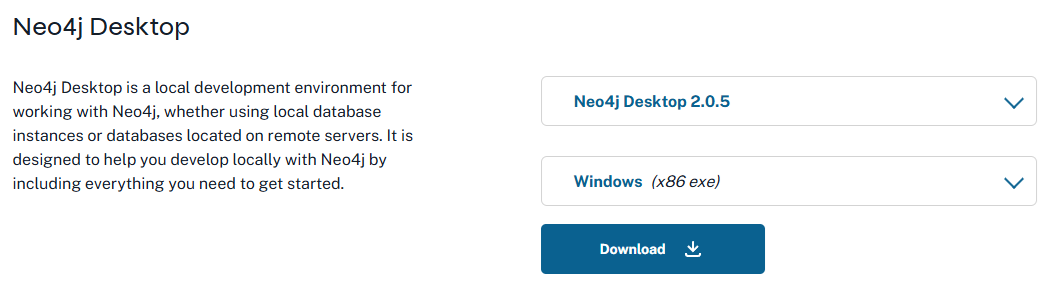 Neo4j Desktop
Neo4j Desktop is a local development environment for
working with Neo4j, whether using local database
instances or databases located on remote servers. It is
designed to help you develop locally with Neo4j by
including everything you need to get started.
Neo4j Desktop 2.0.5
Windows (x86 exe)
Download